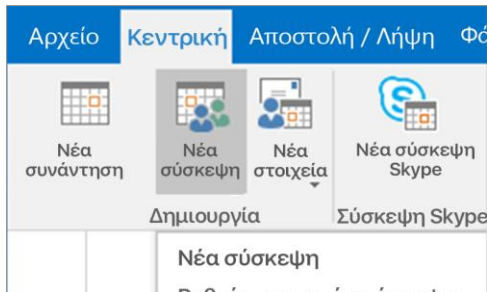 Αρχείο Κεντρική Αποστολή / Λήψη
Νέα συνάντηση
Νέα σύσκεψη
Νέα στοιχεία
Νέα σύσκεψη Skype
Δημιουργία Σύσκεψη Skype
Νέα σύσκεψη